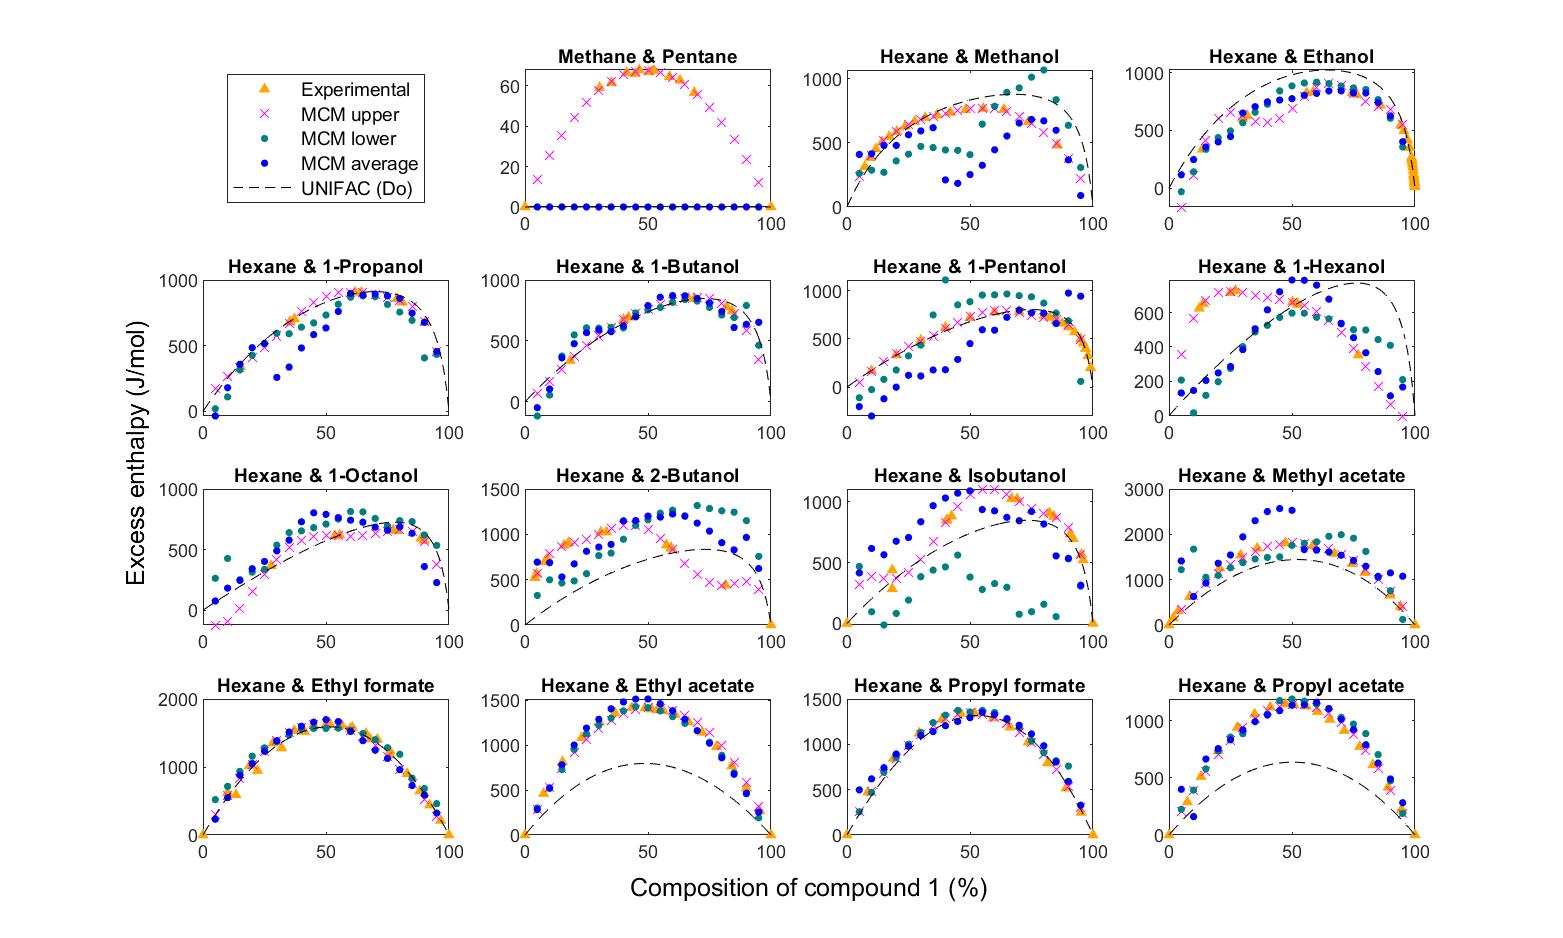 Experimental
MCM upper
MCM lower
MCM average
UNIFAC (Do)
Methane & Pentane
60
40
20
0
0 50 100
Hexane & Methanol
1000
500
0
0 50 100
Hexane & Ethanol
1000
500
0
0 50 100
Hexane & 1-Propanol
1000
500
0
0 50 100
Hexane & 1-Butanol
1000
500
0
0 50 100
Hexane & 1-Pentanol
1000
500
0
0 50 100
Hexane & 1-Hexanol
600
400
200
0
0 50 100
Hexane & 1-Octanol
1000
500
0
0 50 100
Hexane & 2-Butanol
1500
1000
500
0
0 50 100
Hexane & Isobutanol
1000
500
0
0 50 100
Hexane & Methyl acetate
3000
2000
1000
0
0 50 100
Hexane & Ethyl formate
2000
1000
0
0 50 100
Hexane & Ethyl acetate
1500
1000
500
0
0 50 100
Hexane & Propyl formate
1500
1000
500
0
0 50 100
Hexane & Propyl acetate
1000
500
0
0 50 100
Excess enthalpy (J/mol)
Composition of compound 1 (%)